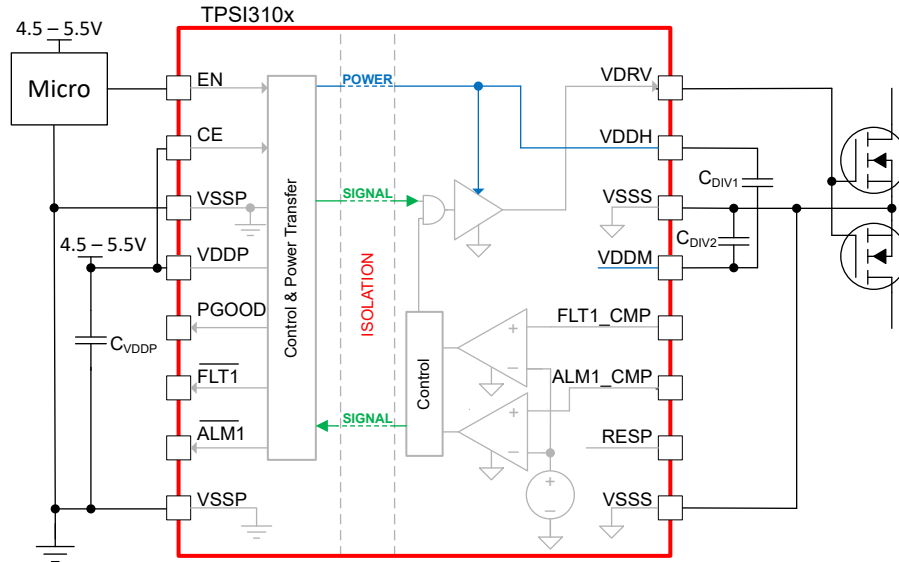 TPSI310x
4.5 – 5.5V
Micro
EN
POWER
VDRV
CE
VDDH
CDIV1
VSSP
SIGNAL
VSSS
4.5 – 5.5V
CDIV2
VDDP
VDDM
Control & Power Transfer
ISOLATION
PGOOD
FLT1_CMP
+
−
CVDDP
FLT1
Control
ALM1_CMP
+
−
ALM1
SIGNAL
RESP
+
−
VSSP
VSSS